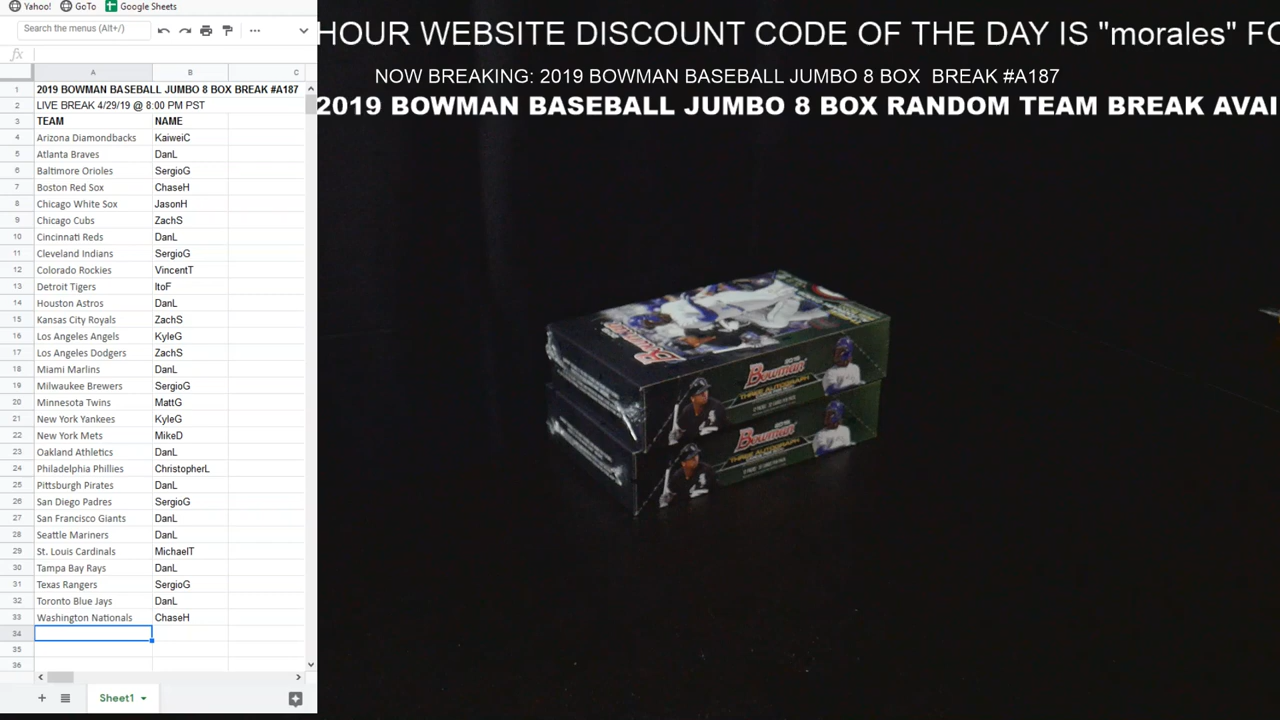 Yahoo!
GoTo
Google Sheets
Search the menus (Alt+/)
fx
A B C
1 2019 BOWMAN BASEBALL JUMBO 8 BOX BREAK #A187
2 LIVE BREAK 4/29/19 @ 8:00 PM PST
3 TEAM NAME
4 Arizona Diamondbacks KaiweiC
5 Atlanta Braves DanL
6 Baltimore Orioles SergioG
7 Boston Red Sox ChaseH
8 Chicago White Sox JasonH
9 Chicago Cubs ZachS
10 Cincinnati Reds DanL
11 Cleveland Indians SergioG
12 Colorado Rockies VincentT
13 Detroit Tigers ItoF
14 Houston Astros DanL
15 Kansas City Royals ZachS
16 Los Angeles Angels KyleG
17 Los Angeles Dodgers ZachS
18 Miami Marlins DanL
19 Milwaukee Brewers SergioG
20 Minnesota Twins MattG
21 New York Yankees KyleG
22 New York Mets MikeD
23 Oakland Athletics DanL
24 Philadelphia Phillies ChristopherL
25 Pittsburgh Pirates DanL
26 San Diego Padres SergioG
27 San Francisco Giants DanL
28 Seattle Mariners DanL
29 St. Louis Cardinals MichaelT
30 Tampa Bay Rays DanL
31 Texas Rangers SergioG
32 Toronto Blue Jays DanL
33 Washington Nationals ChaseH
34
35
36
Sheet1
HOUR WEBSITE DISCOUNT CODE OF THE DAY IS "morales" FO
NOW BREAKING: 2019 BOWMAN BASEBALL JUMBO 8 BOX BREAK #A187
2019 BOWMAN BASEBALL JUMBO 8 BOX RANDOM TEAM BREAK AVAI
Bowman
2019
Bowman
THREE AUTOGRAPH
2019
Bowman
THREE AUTOGRAPH